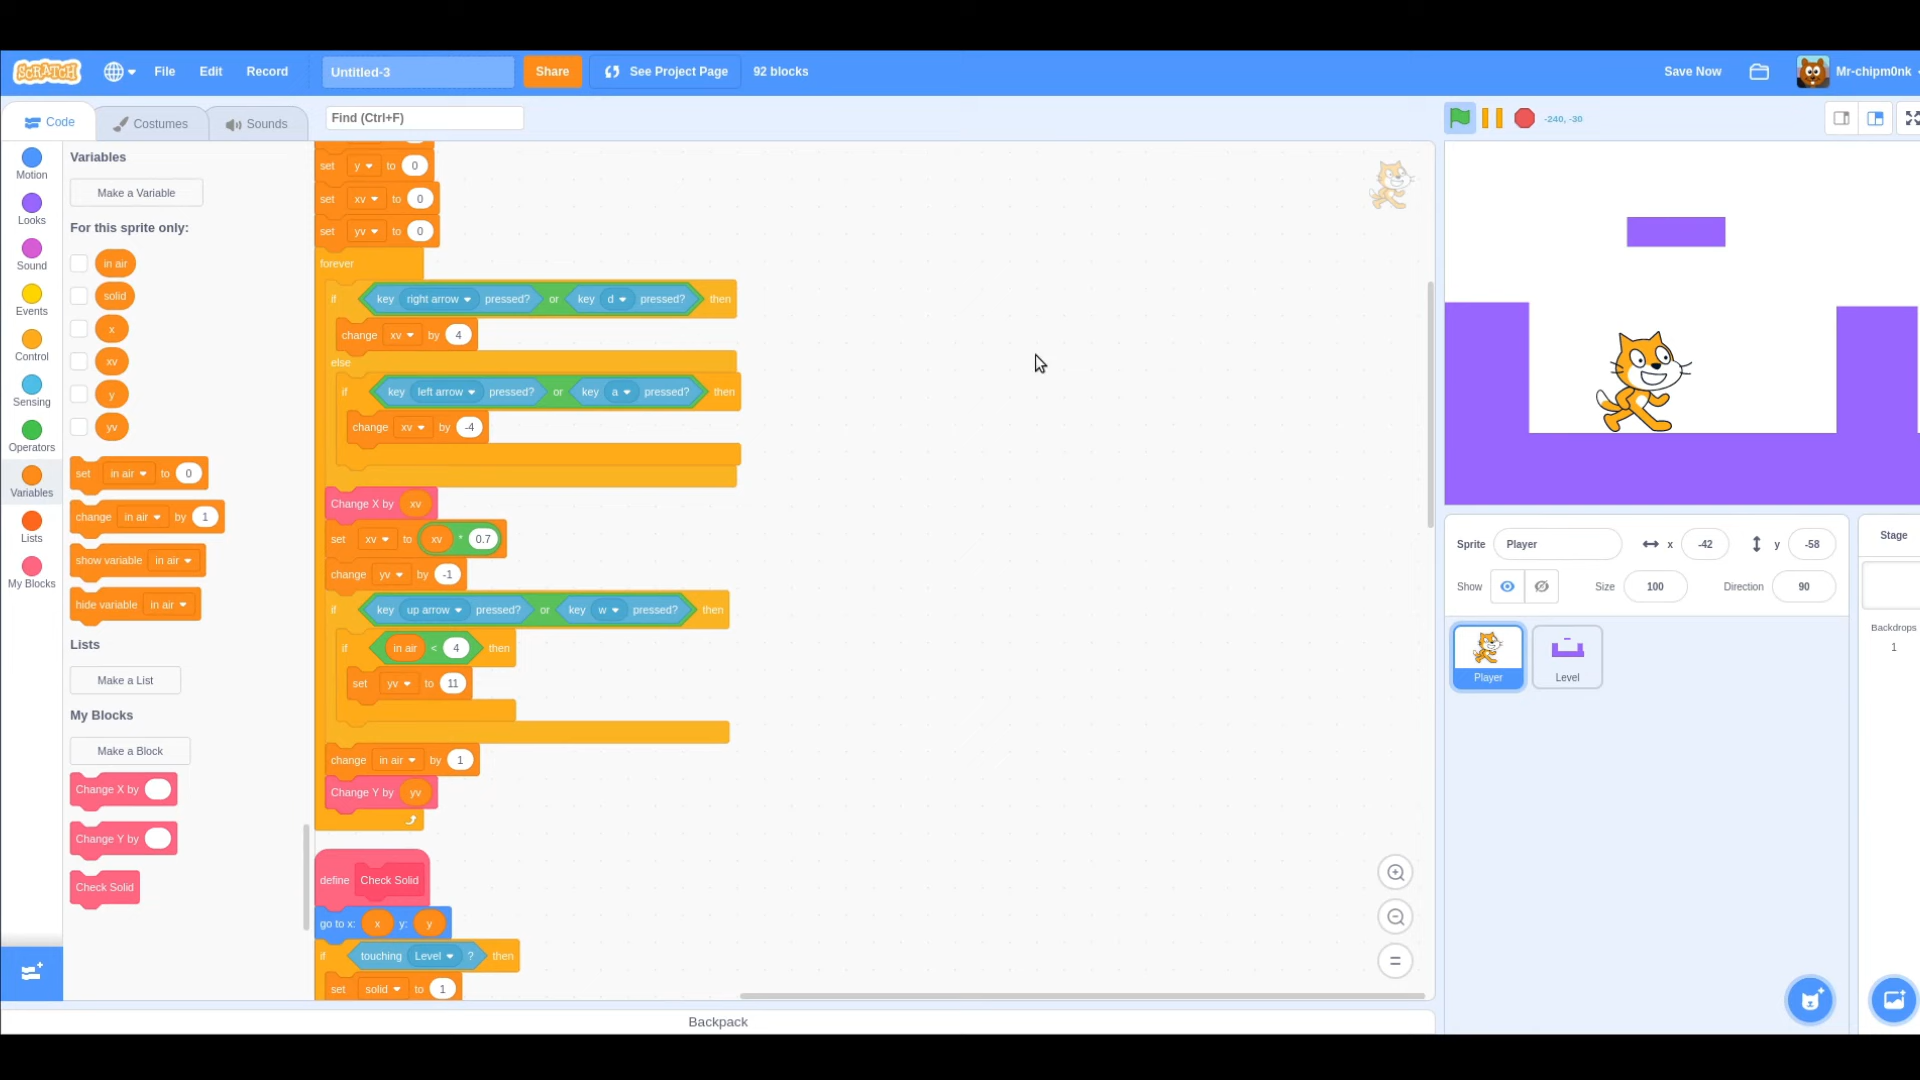 SCRATCH File Edit Record Untitled-3 Share See Project Page 92 blocks Save Now Mr-chipm0nk
Code Costumes Sounds Find (Ctrl+F) -240, -30
Motion
Looks
Sound
Events
Control
Sensing
Operators
Variables
Lists
My Blocks
Variables
Make a Variable
For this sprite only:
in air
solid
x
xv
y
yv
set in air to 0
change in air by 1
show variable in air
hide variable in air
Lists
Make a List
My Blocks
Make a Block
Change X by
Change Y by
Check Solid
set y to 0
set xv to 0
set yv to 0
forever
if key right arrow pressed? or key d pressed? then
change xv by 4
else
if key left arrow pressed? or key a pressed? then
change xv by -4
Change X by xv
set xv to xv * 0.7
change yv by -1
if key up arrow pressed? or key w pressed? then
if in air < 4 then
set yv to 11
change in air by 1
Change Y by yv
define Check Solid
go to x: x y: y
if touching Level ? then
set solid to 1
Backpack
Sprite Player x -42 y -58
Show Size 100 Direction 90
Player Level
Stage
Backdrops
1